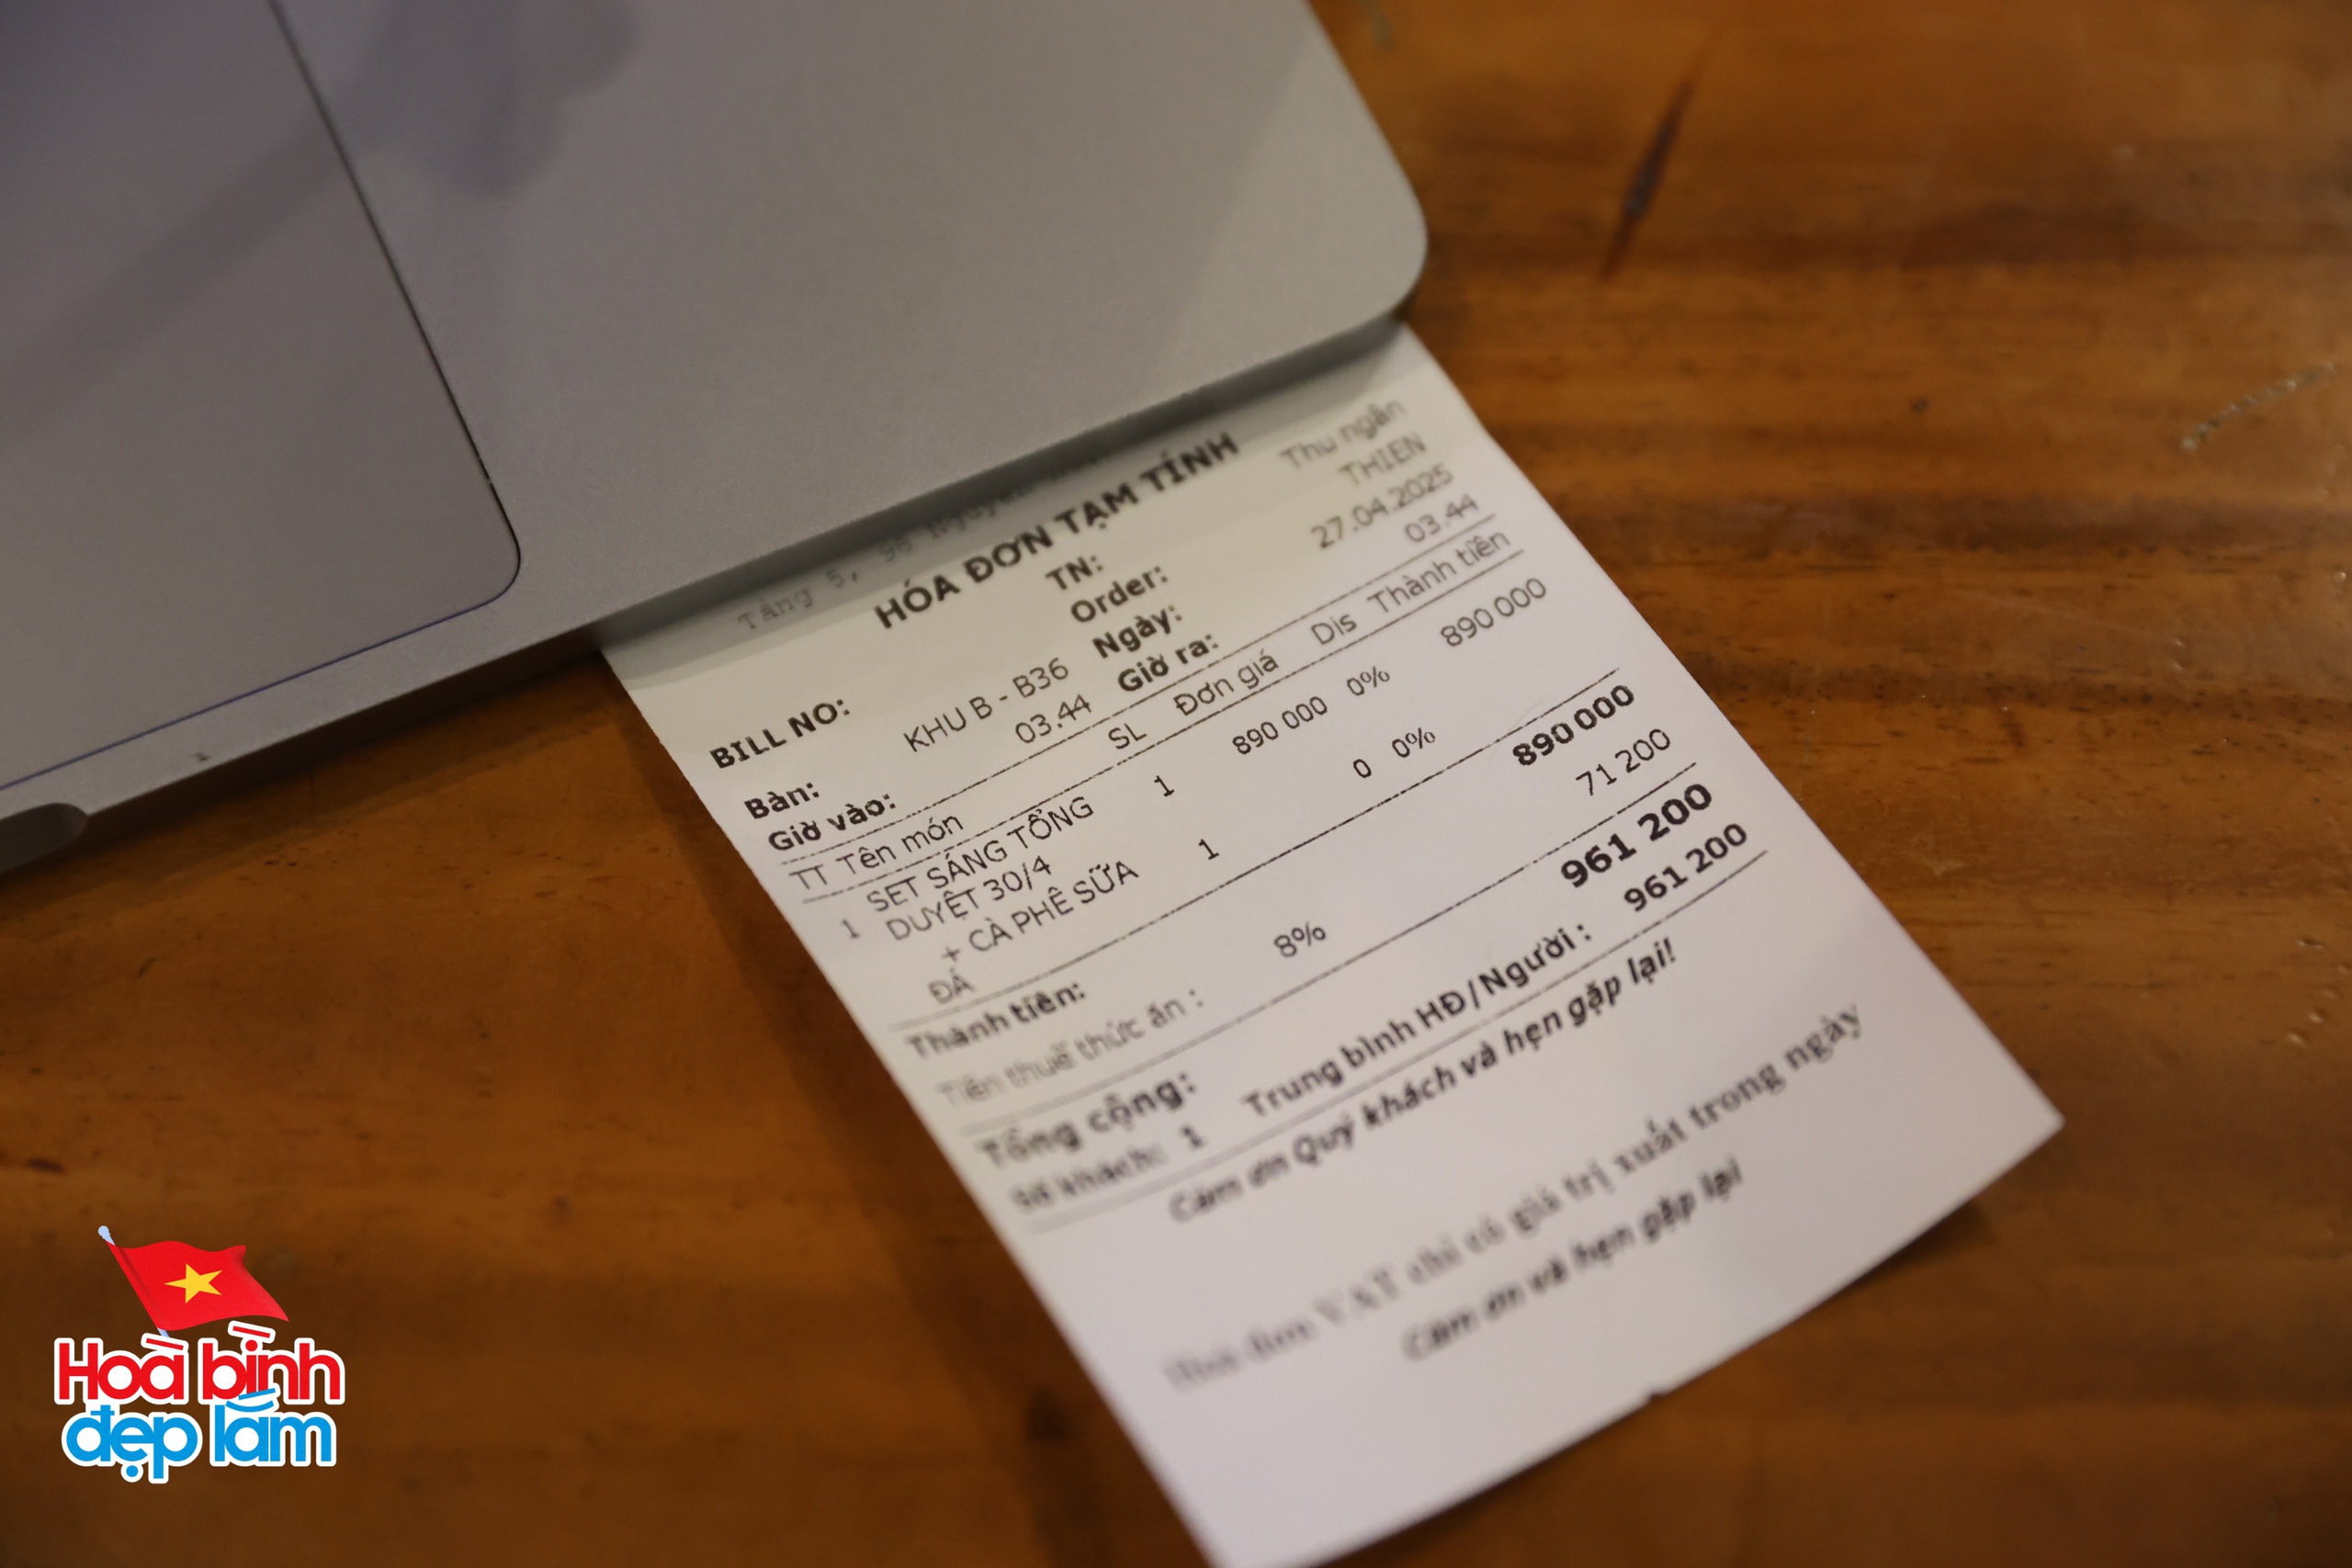 Tầng 5, 96 Nguyễn
HÓA ĐƠN TẠM TÍNH
BILL NO: TN: Thu ngân
Order: THIEN
Bàn: KHU B - B36 Ngày: 27.04.2025
Giờ vào: 03.44 Giờ ra: 03.44
TT Tên món SL Đơn giá Dis Thành tiền
1 SET SÁNG TỔNG 1 890 000 0% 890 000
DUYỆT 30/4
+ CÀ PHÊ SỮA 1 0 0%
ĐÁ
Thành tiền: 890 000
Tiền thuế thức ăn : 8% 71 200
Tổng cộng: 961 200
Số khách: 1 Trung bình HĐ/Người : 961 200
Cảm ơn Quý khách và hẹn gặp lại!
Hoá đơn VAT chỉ có giá trị xuất trong ngày
Cảm ơn và hẹn gặp lại
Hoà bình
đẹp lắm